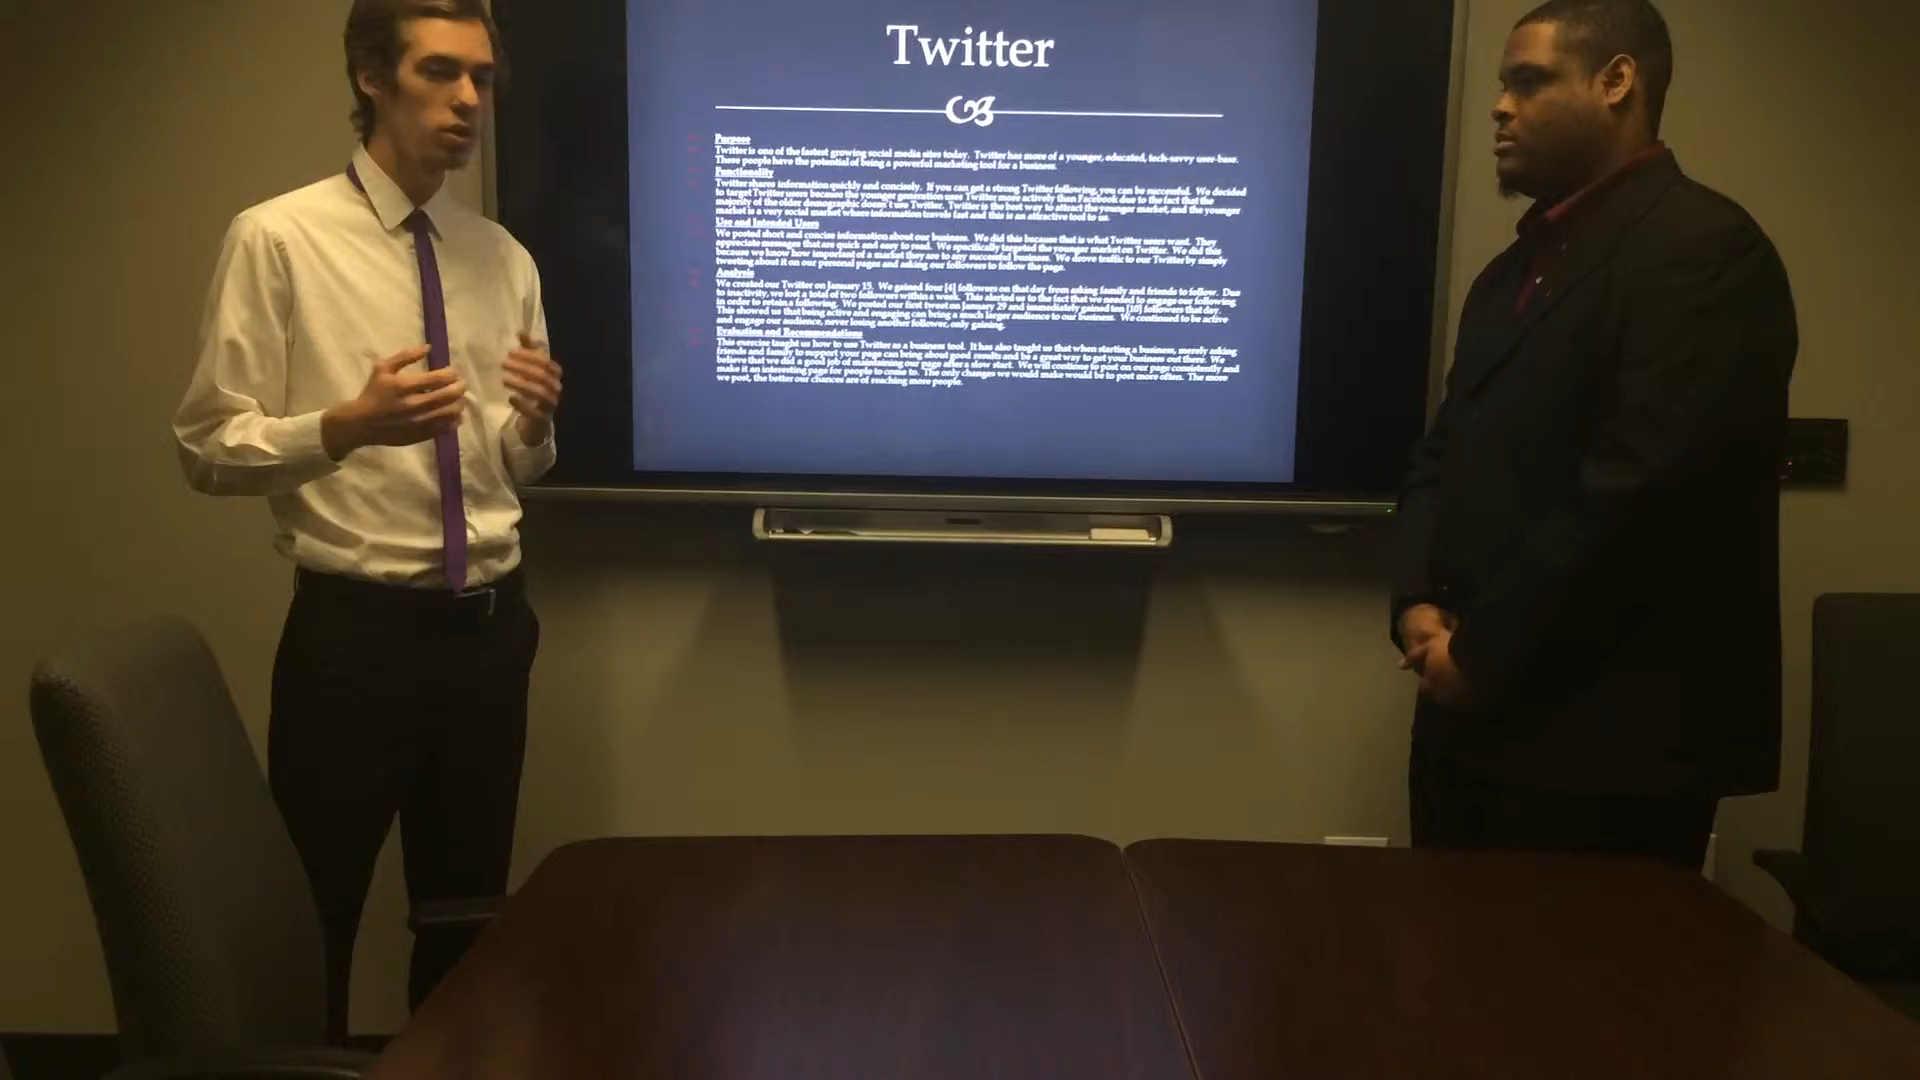 Twitter
Purpose
Twitter is one of the fastest growing social media sites today. Twitter has more of a younger, educated, tech-savvy user-base.
These people have the potential of being a powerful marketing tool for a business.
Functionality
Twitter shares information quickly and concisely. If you can get a strong Twitter following, you can be successful. We decided
to target Twitter users because the younger generation uses Twitter more actively than Facebook due to the fact that the
majority of the older demographic doesn't use Twitter. Twitter is the best way to attract the younger market, and the younger
market is a very social market where information travels fast and this is an attractive tool to us.
Use and Intended Users
We posted short and concise information about our business. We did this because that is what Twitter users want. They
appreciate messages that are quick and easy to read. We specifically targeted the younger market on Twitter. We did this
because we know how important of a market they are to any successful business. We drove traffic to our Twitter by simply
tweeting about it on our personal pages and asking our followers to follow the page.
Analysis
We created our Twitter on January 15. We gained four [4] followers on that day from asking family and friends to follow. Due
to inactivity, we lost a total of two followers within a week. This alerted us to the fact that we needed to engage our following
in order to retain a following. We posted our first tweet on January 29 and immediately gained ten [10] followers that day.
This showed us that being active and engaging can bring a much larger audience to our business. We continued to be active
and engage our audience, never losing another follower, only gaining.
Evaluation and Recommendations
This exercise taught us how to use Twitter as a business tool. It has also taught us that when starting a business, merely asking
friends and family to support your page can bring about good results and be a great way to get your business out there. We
believe that we did a good job of maintaining our page after a slow start. We will continue to post on our page consistently and
make it an interesting page for people to come to. The only changes we would make would be to post more often. The more
we post, the better our chances are of reaching more people.